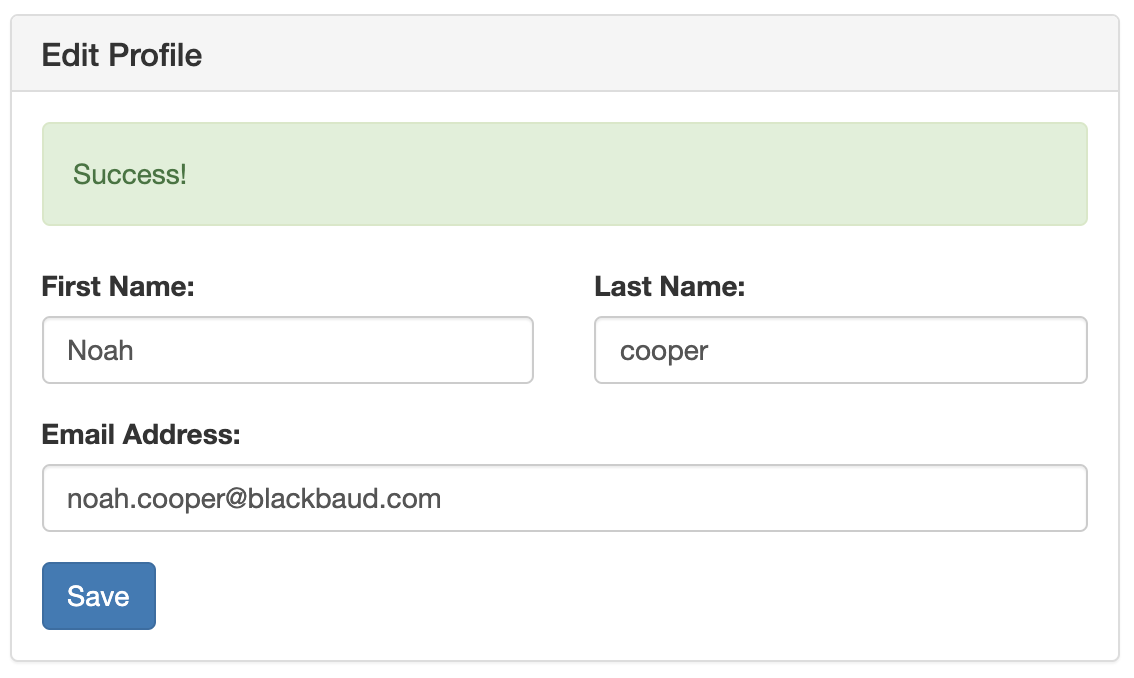 Edit Profile
Success!
First Name: Last Name:
Noah cooper
Email Address:
noah.cooper@blackbaud.com
Save